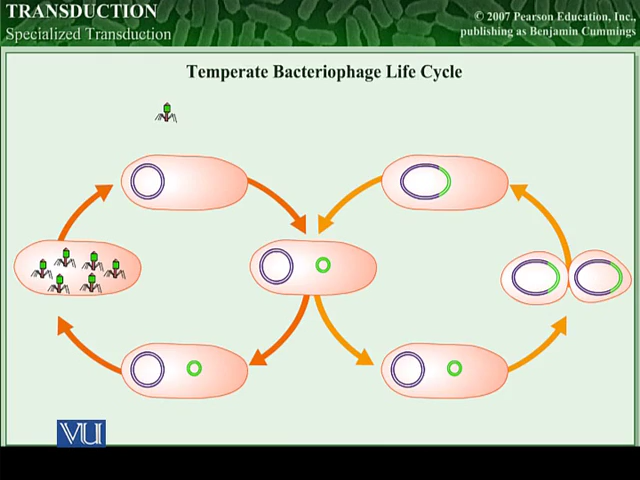 TRANSDUCTION
Specialized Transduction
© 2007 Pearson Education, Inc.,
publishing as Benjamin Cummings
Temperate Bacteriophage Life Cycle
VU